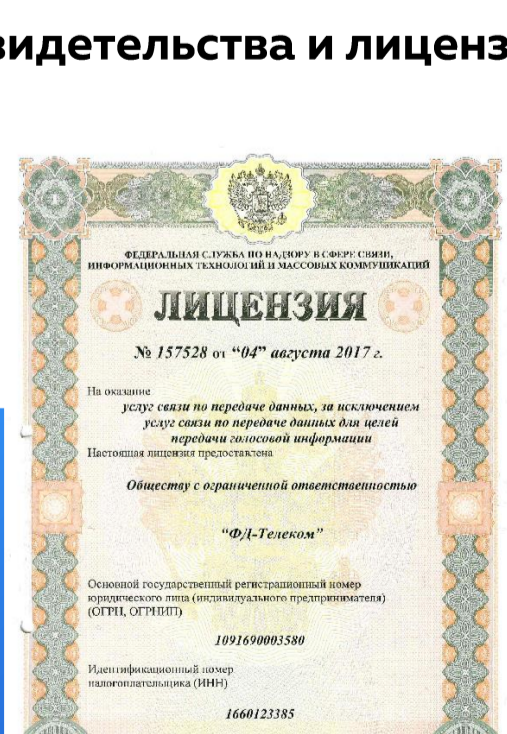 видетельства и лиценз
ФЕДЕРАЛЬНАЯ СЛУЖБА ПО НАДЗОРУ В СФЕРЕ СВЯЗИ,
ИНФОРМАЦИОННЫХ ТЕХНОЛОГИЙ И МАССОВЫХ КОММУНИКАЦИЙ
ЛИЦЕНЗИЯ
№ 157528 от “04” августа 2017 г.
На оказание
услуг связи по передаче данных, за исключением
услуг связи по передаче данных для целей
передачи голосовой информации
Настоящая лицензия предоставлена
Обществу с ограниченной ответственностью
“ФД-Телеком”
Основной государственный регистрационный номер
юридического лица (индивидуального предпринимателя)
(ОГРН, ОГРНИП)
1091690003580
Идентификационный номер
налогоплательщика (ИНН)
1660123385